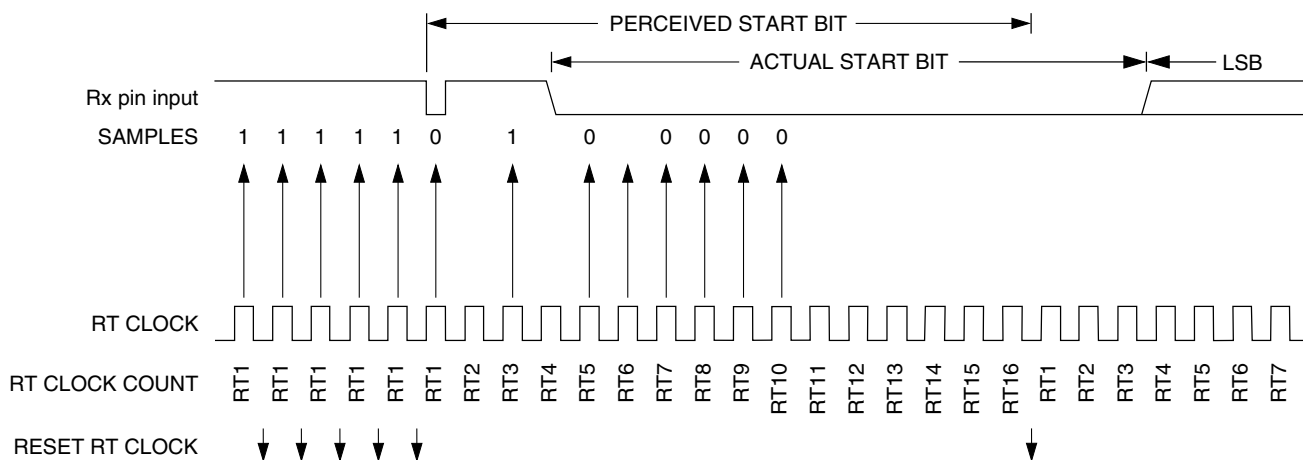 PERCEIVED START BIT
ACTUAL START BIT LSB
Rx pin input
SAMPLES 1 1 1 1 1 0 1 0 0 0 0 0
RT CLOCK
RT CLOCK COUNT RT1 RT1 RT1 RT1 RT1 RT1 RT2 RT3 RT4 RT5 RT6 RT7 RT8 RT9 RT10 RT11 RT12 RT13 RT14 RT15 RT16 RT1 RT2 RT3 RT4 RT5 RT6 RT7
RESET RT CLOCK